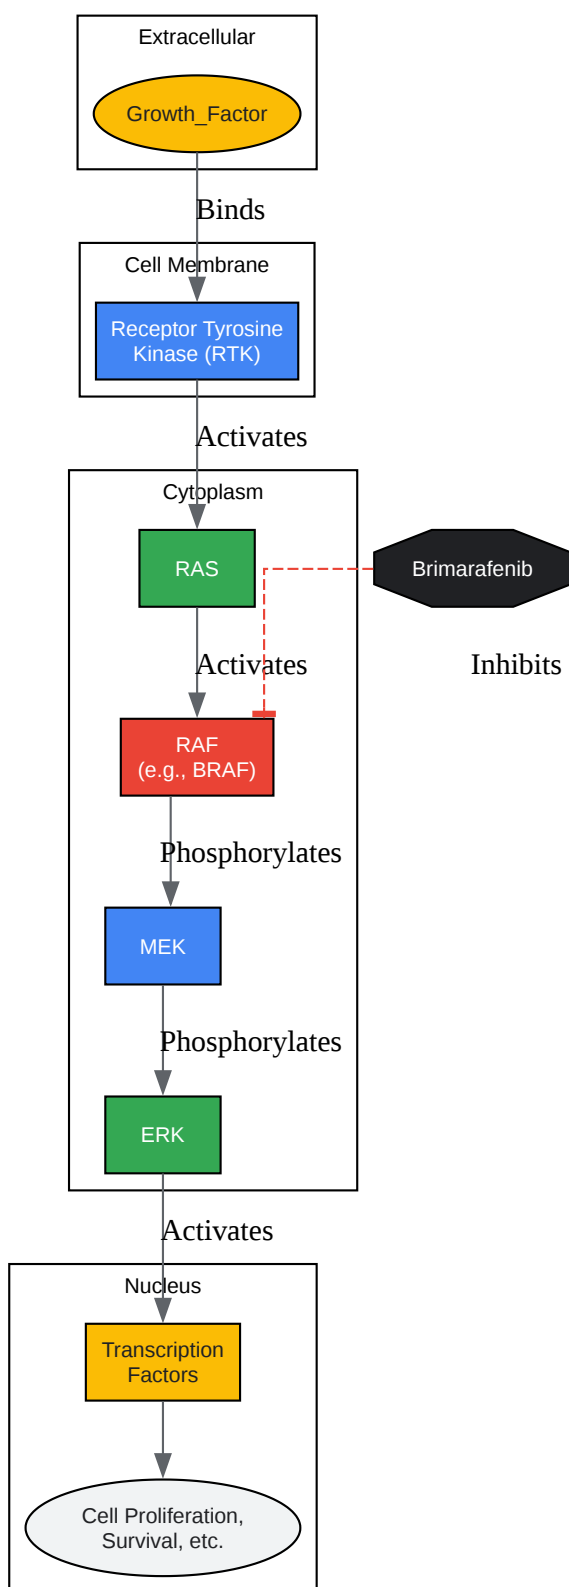 Extracellular
Growth_Factor
Binds
Cell Membrane
Receptor Tyrosine
Kinase (RTK)
Activates
Cytoplasm
RAS
Brimarafenib
Activates
Inhibits
RAF
(e.g., BRAF)
Phosphorylates
MEK
Phosphorylates
ERK
Activates
Nucleus
Transcription
Factors
Cell Proliferation,
Survival, etc.